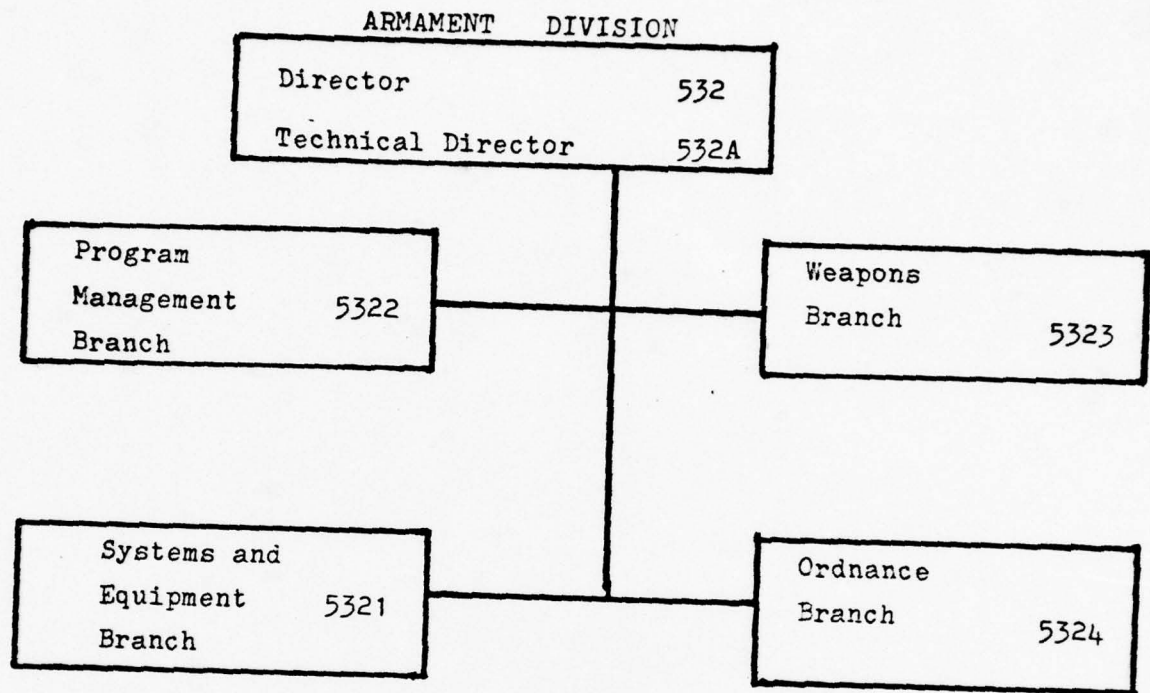 ARMAMENT DIVISION
Director 532
Technical Director 532A
Program
Management 5322
Branch
Weapons
Branch 5323
Systems and
Equipment 5321
Branch
Ordnance
Branch 5324